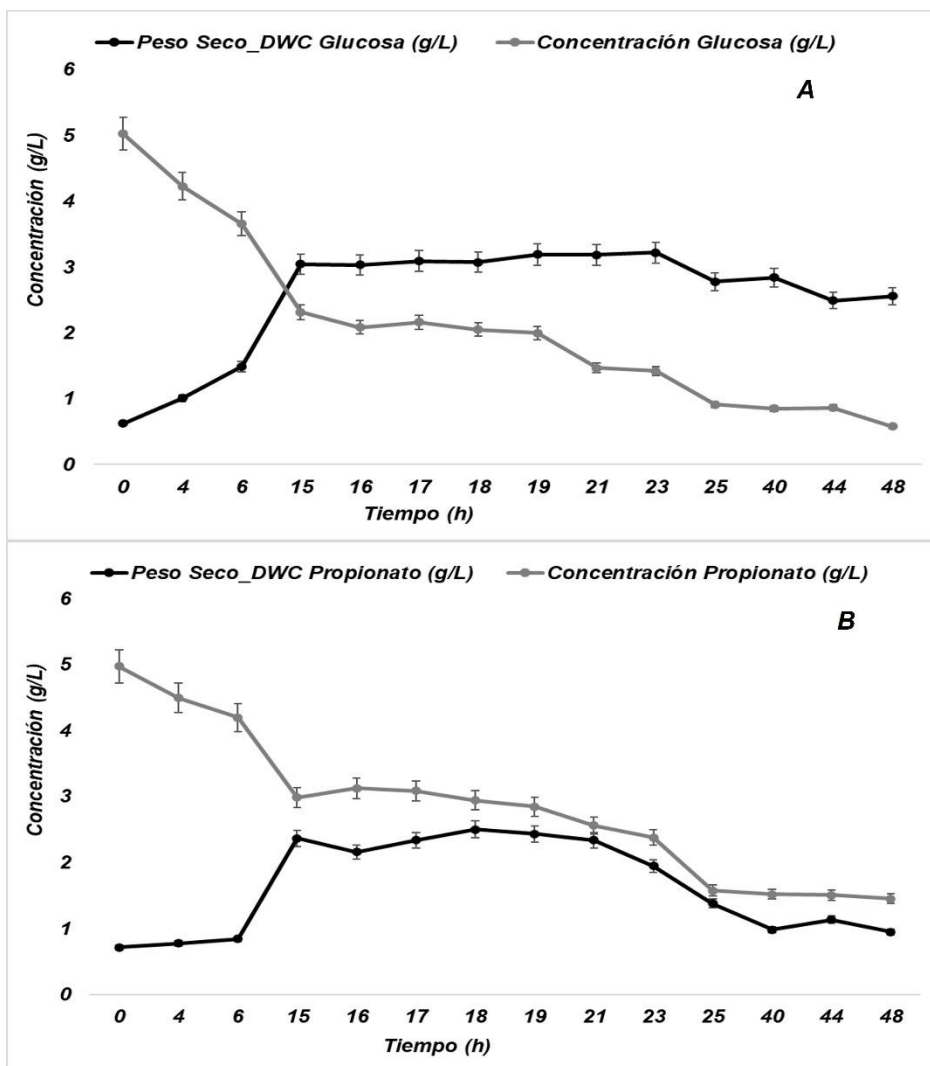 Peso Seco_DWC Glucosa (g/L) Concentración Glucosa (g/L)
A
Concentración (g/L)
6
5
4
3
2
1
0
0 4 6 15 16 17 18 19 21 23 25 40 44 48
Tiempo (h)
Peso Seco_DWC Propionato (g/L) Concentración Propionato (g/L)
B
Concentración (g/L)
6
5
4
3
2
1
0
0 4 6 15 16 17 18 19 21 23 25 40 44 48
Tiempo (h)